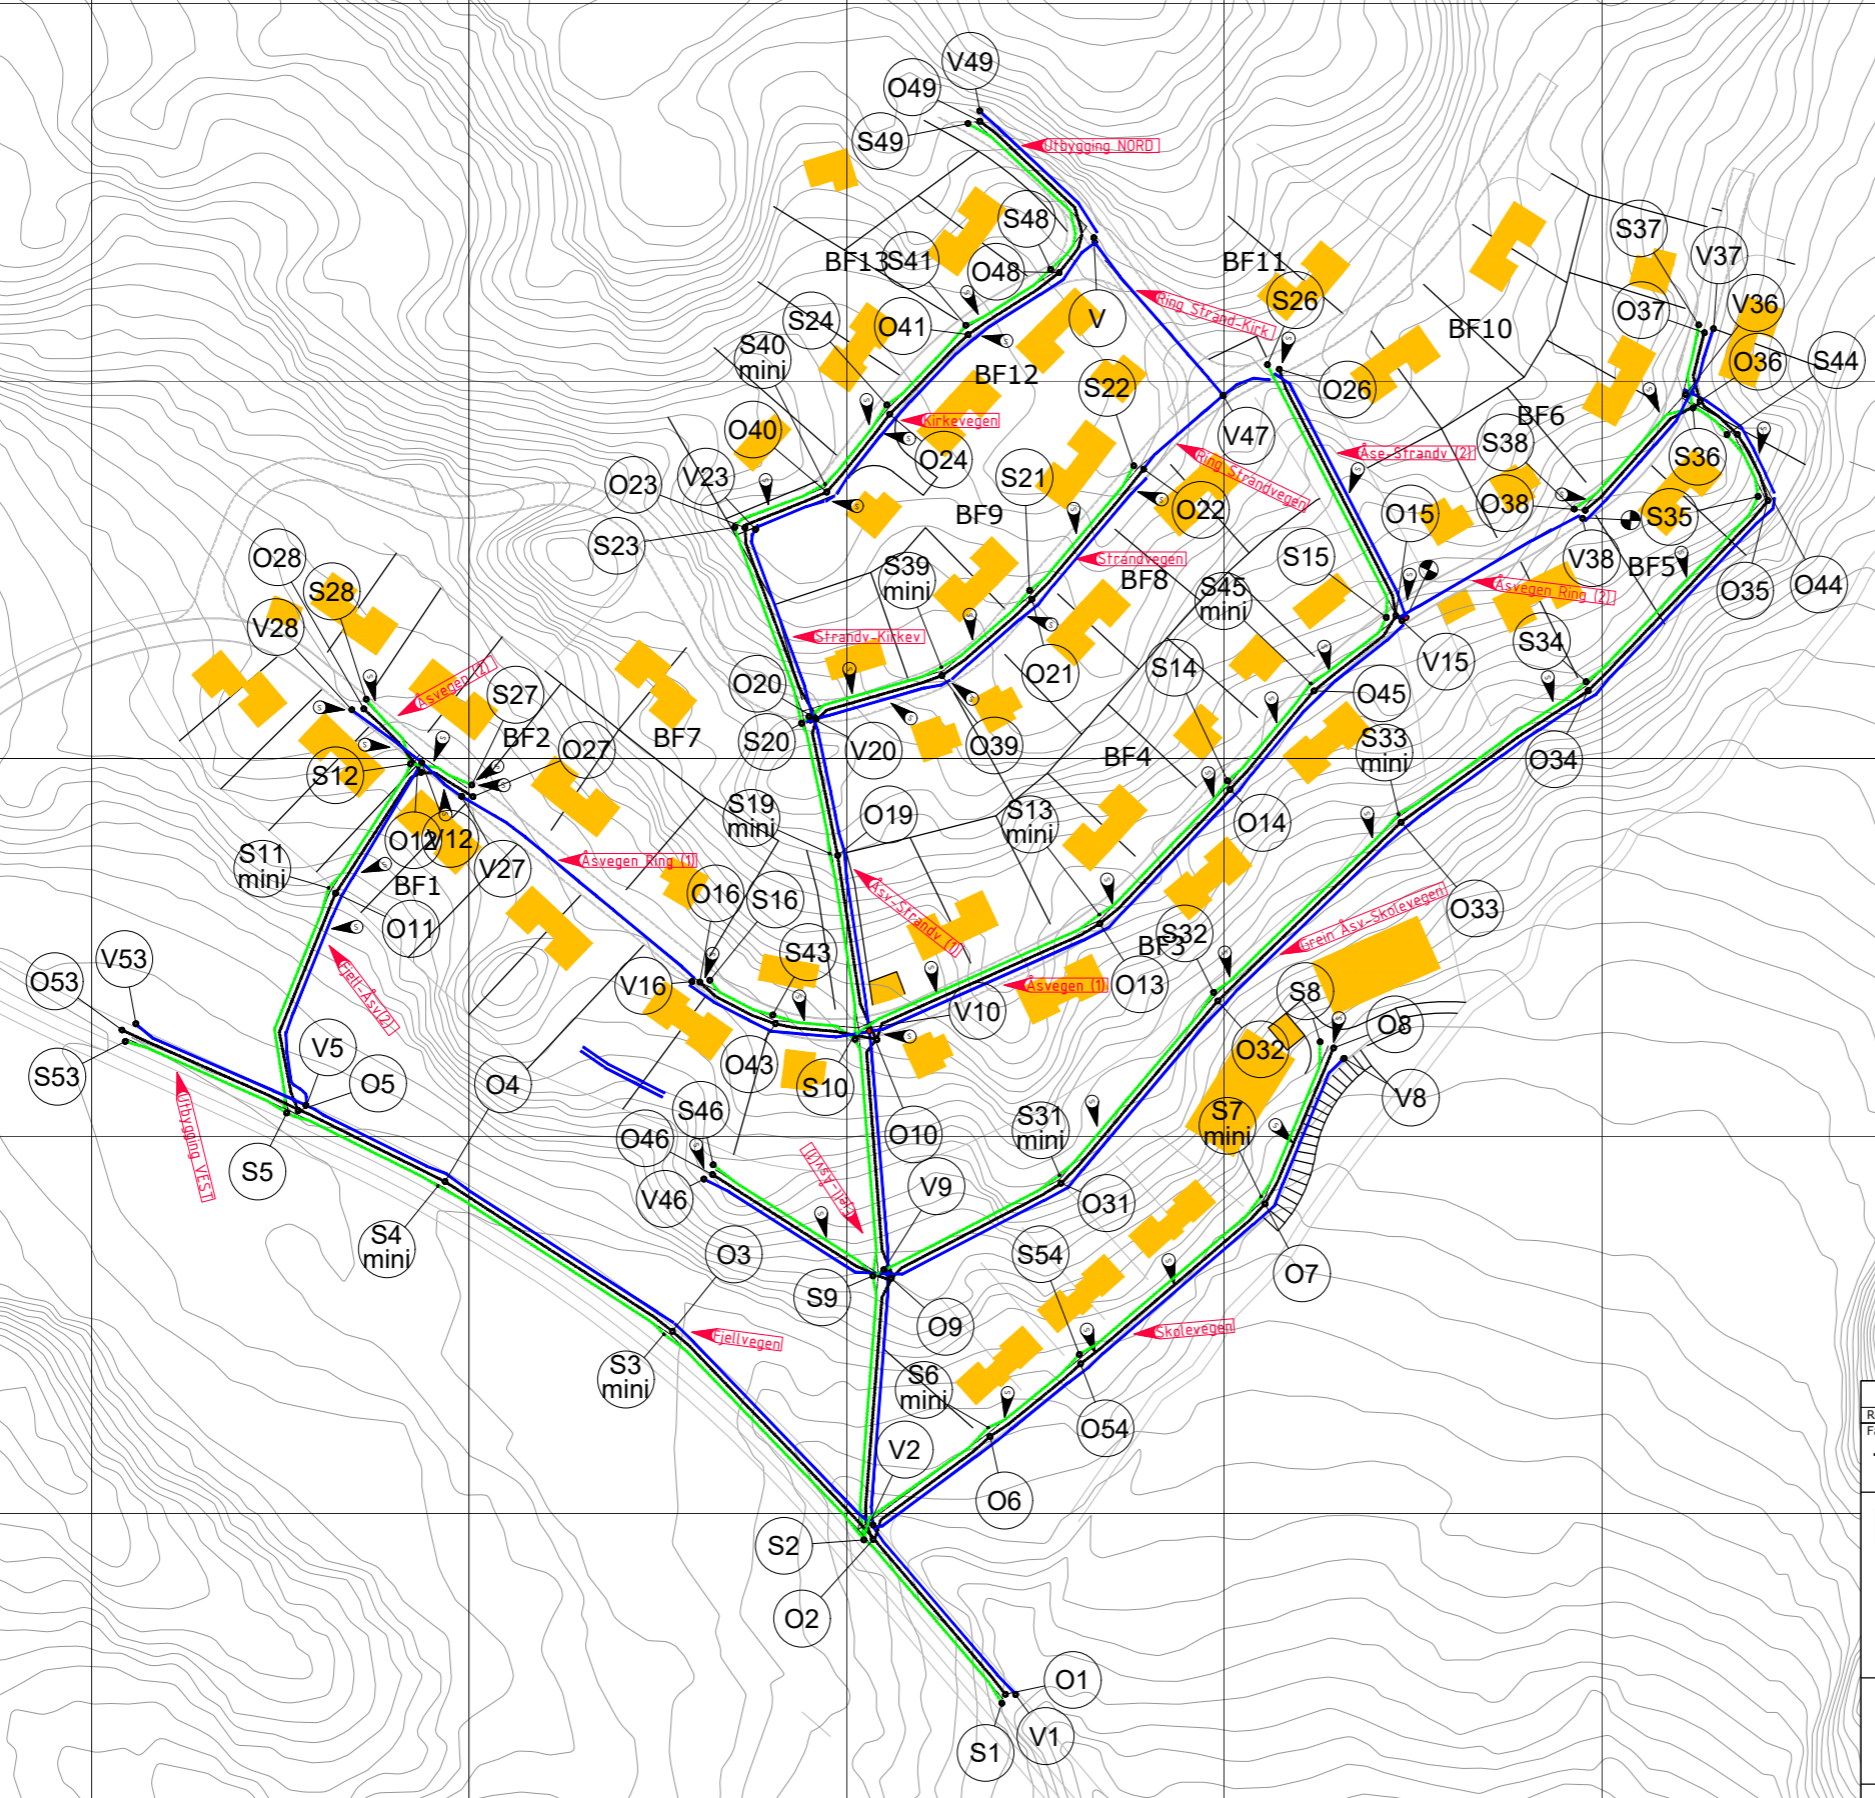 V49
O49
S49
Utbygging NORD
S48
S37
V37
BF13
S41
O48
BF11
S26
V36
O37
S24
O41
V
Ring Strand-Kirk
BF10
O36
S44
S40
mini
BF12
S22
O26
O40
Kirkevegen
O24
V47
Åse-Strandv (2)
S38
BF6
S36
O23
V23
S21
Ring Strandvegen
O22
O15
O38
S35
S23
BF9
O28
S28
V28
S39
mini
Strandvegen
BF8
S45
mini
S15
V38
BF5
O35
O44
Åsvegen Ring (2)
Strandv-Kirkev
S34
Åsvegen (2)
S27
O20
O21
S14
V15
O45
BF2
O27
BF7
S20
V20
O39
BF4
S33
mini
O34
S12
S19
mini
O19
S13
mini
O14
O12
V12
S11
mini
V27
Åsvegen Ring (1)
BF1
O16
S16
Åsv-Strandv (1)
O33
O11
S43
BF3
S32
Grein Åsv-Skolevegen
V53
O53
V16
Åsvegen (1)
O13
S8
Fjell-Åsv(2)
V10
O8
V5
O32
S53
O5
O4
O43
S10
V8
Utbygging VEST
S46
O46
O10
S31
mini
S7
mini
S5
V46
Fjell-Åsv(1)
V9
O31
S4
mini
O3
S54
O7
S9
O9
Fjellvegen
Skolevegen
S3
mini
S6
mini
O54
V2
O6
S2
O2
O1
S1
V1